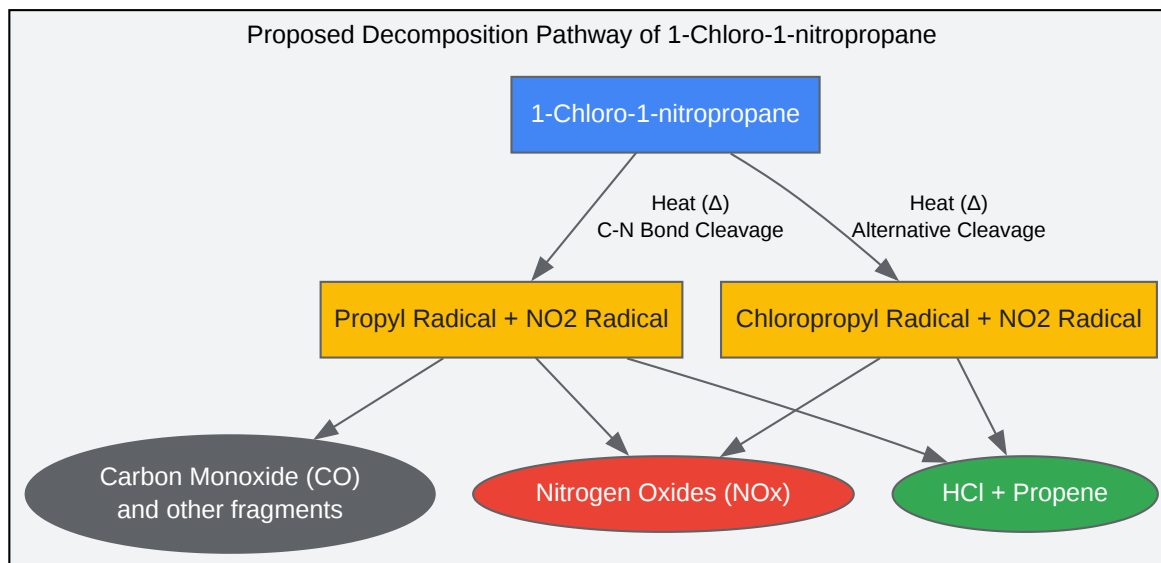 Proposed Decomposition Pathway of 1-Chloro-1-nitropropane
1-Chloro-1-nitropropane
Heat (Δ)
C-N Bond Cleavage
Heat (Δ)
Alternative Cleavage
Propyl Radical + NO2 Radical
Chloropropyl Radical + NO2 Radical
Carbon Monoxide (CO)
and other fragments
Nitrogen Oxides (NOx)
HCl + Propene